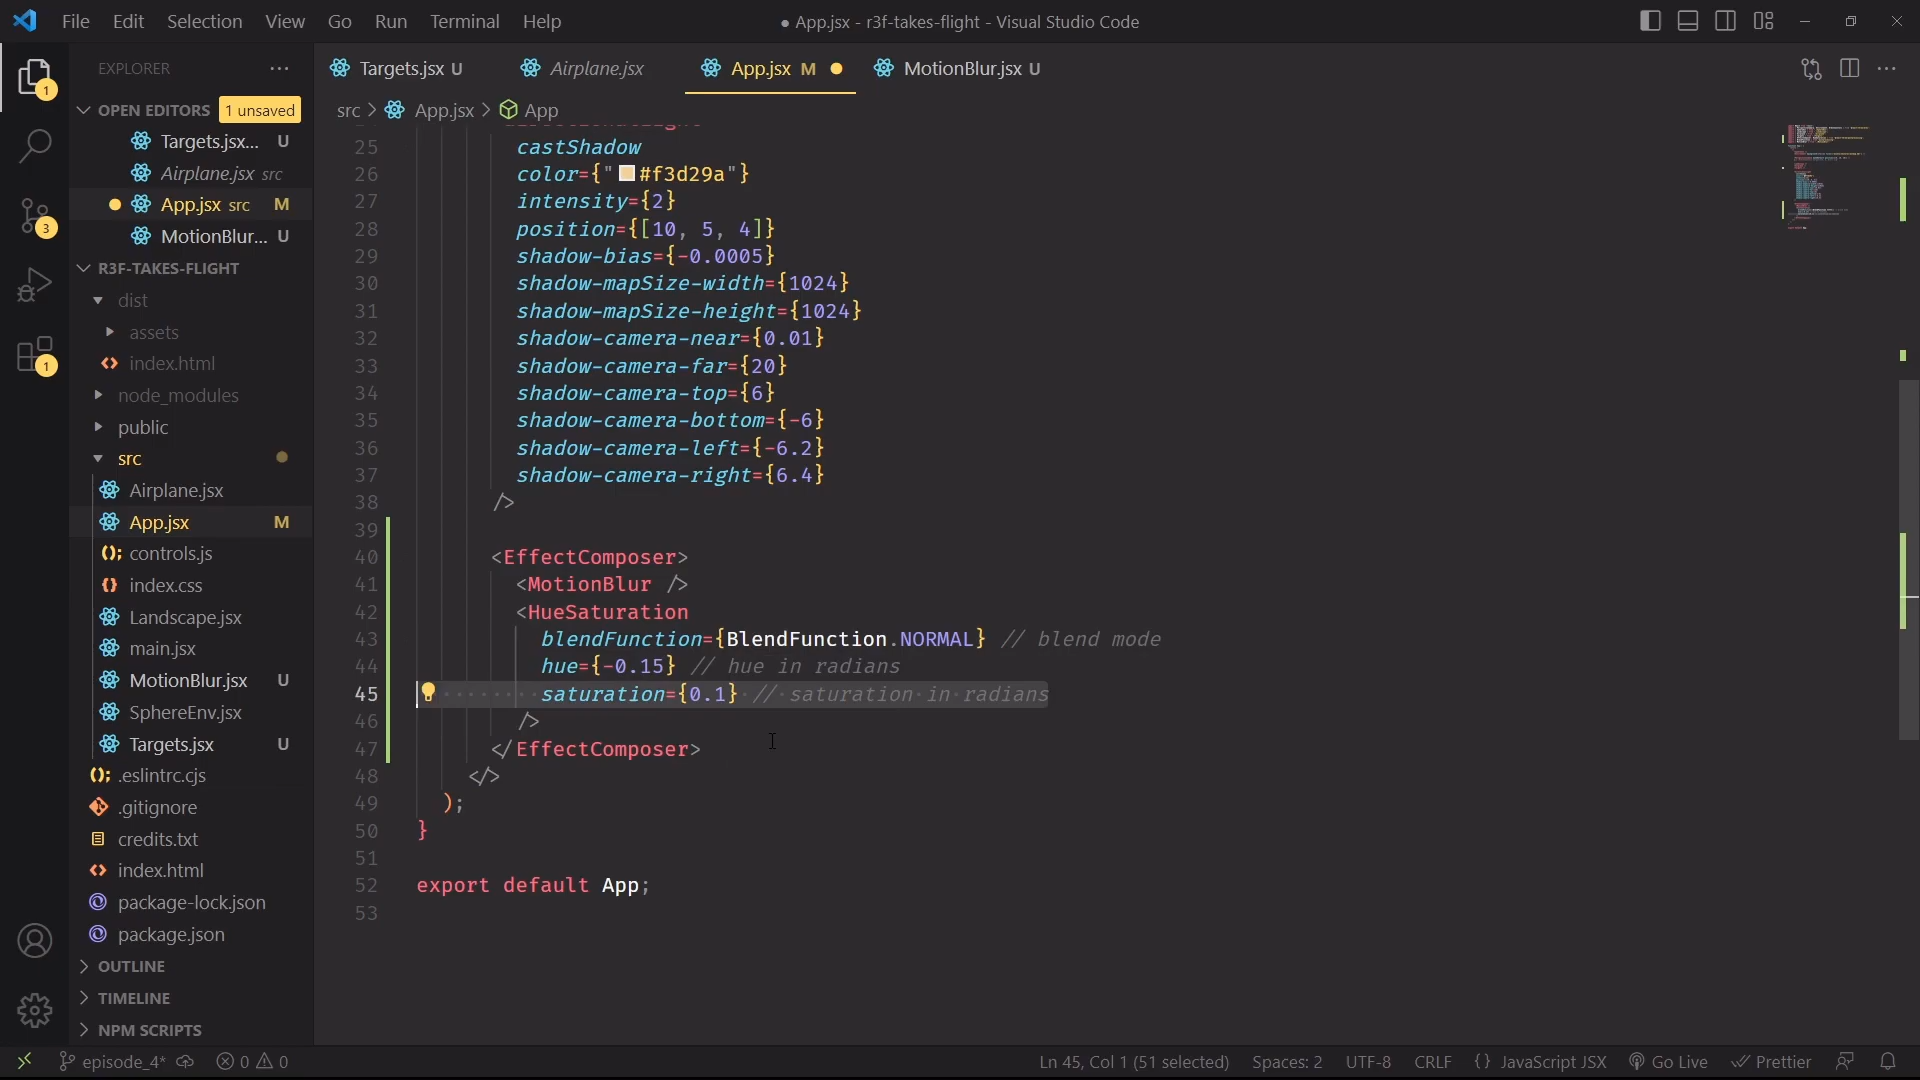 File Edit Selection View Go Run Terminal Help
● App.jsx - r3f-takes-flight - Visual Studio Code
EXPLORER
OPEN EDITORS 1 unsaved
Targets.jsx... U
Airplane.jsx src
App.jsx src M
MotionBlur... U
R3F-TAKES-FLIGHT
dist
assets
index.html
node_modules
public
src
Airplane.jsx
App.jsx M
controls.js
index.css
Landscape.jsx
main.jsx
MotionBlur.jsx U
SphereEnv.jsx
Targets.jsx U
.eslintrc.cjs
.gitignore
credits.txt
index.html
package-lock.json
package.json
OUTLINE
TIMELINE
NPM SCRIPTS
1
3
1
Targets.jsx U Airplane.jsx App.jsx M MotionBlur.jsx U
src > App.jsx > App
25 castShadow
26 color={"#f3d29a"}
27 intensity={2}
28 position={[10, 5, 4]}
29 shadow-bias={-0.0005}
30 shadow-mapSize-width={1024}
31 shadow-mapSize-height={1024}
32 shadow-camera-near={0.01}
33 shadow-camera-far={20}
34 shadow-camera-top={6}
35 shadow-camera-bottom={-6}
36 shadow-camera-left={-6.2}
37 shadow-camera-right={6.4}
38 />
39
40 <EffectComposer>
41 <MotionBlur />
42 <HueSaturation
43 blendFunction={BlendFunction.NORMAL} // blend mode
44 hue={-0.15} // hue in radians
45 saturation={0.1} // saturation in radians
46 />
47 </EffectComposer>
48 </>
49 );
50 }
51
52 export default App;
53
episode_4* 0 0
Ln 45, Col 1 (51 selected) Spaces: 2 UTF-8 CRLF {} JavaScript JSX Go Live Prettier